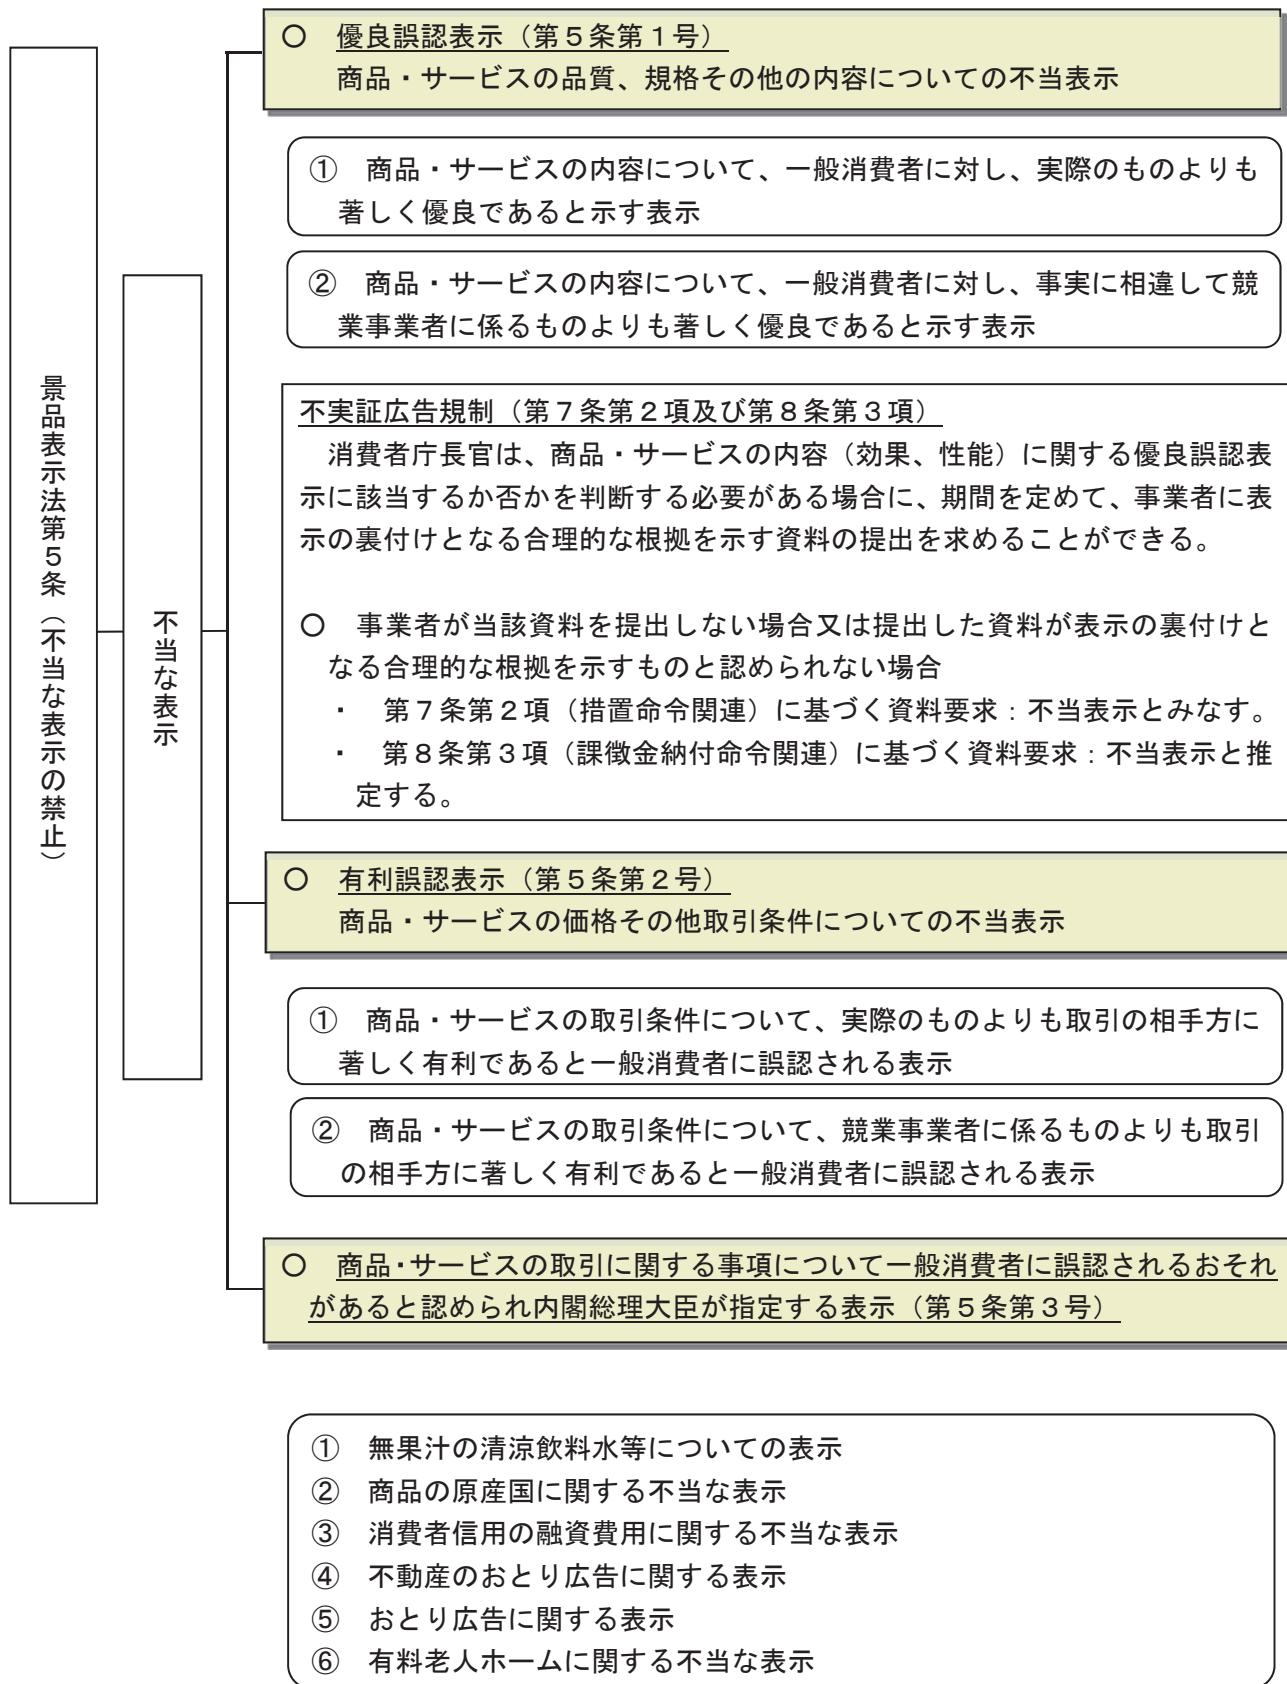 景品表示法第５条（不当な表示の禁止）
不当な表示
○　優良誤認表示（第５条第１号）
商品・サービスの品質、規格その他の内容についての不当表示
①　商品・サービスの内容について、一般消費者に対し、実際のものよりも
著しく優良であると示す表示
②　商品・サービスの内容について、一般消費者に対し、事実に相違して競
業事業者に係るものよりも著しく優良であると示す表示
不実証広告規制（第７条第２項及び第８条第３項）
消費者庁長官は、商品・サービスの内容（効果、性能）に関する優良誤認表
示に該当するか否かを判断する必要がある場合に、期間を定めて、事業者に表
示の裏付けとなる合理的な根拠を示す資料の提出を求めることができる。
○　事業者が当該資料を提出しない場合又は提出した資料が表示の裏付けと
なる合理的な根拠を示すものと認められない場合
・　第７条第２項（措置命令関連）に基づく資料要求：不当表示とみなす。
・　第８条第３項（課徴金納付命令関連）に基づく資料要求：不当表示と推
定する。
○　有利誤認表示（第５条第２号）
商品・サービスの価格その他取引条件についての不当表示
①　商品・サービスの取引条件について、実際のものよりも取引の相手方に
著しく有利であると一般消費者に誤認される表示
②　商品・サービスの取引条件について、競業事業者に係るものよりも取引
の相手方に著しく有利であると一般消費者に誤認される表示
○　商品・サービスの取引に関する事項について一般消費者に誤認されるおそれ
があると認められ内閣総理大臣が指定する表示（第５条第３号）
①　無果汁の清涼飲料水等についての表示
②　商品の原産国に関する不当な表示
③　消費者信用の融資費用に関する不当な表示
④　不動産のおとり広告に関する表示
⑤　おとり広告に関する表示
⑥　有料老人ホームに関する不当な表示